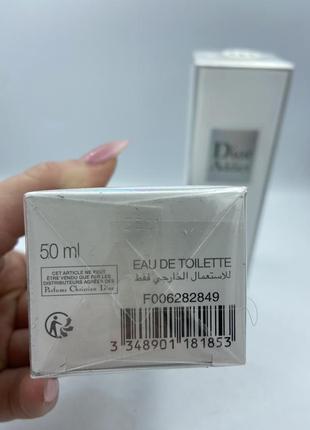 Dior
Addict
50 ml
EAU DE TOILETTE
للاستعمال الخارجي فقط
CET ARTICLE NE PEUT
ÊTRE VENDU QUE PAR LES
DISTRIBUTEURS AGRÉÉS DES
Parfums Christian Dior
F006282849
3 348901 181853